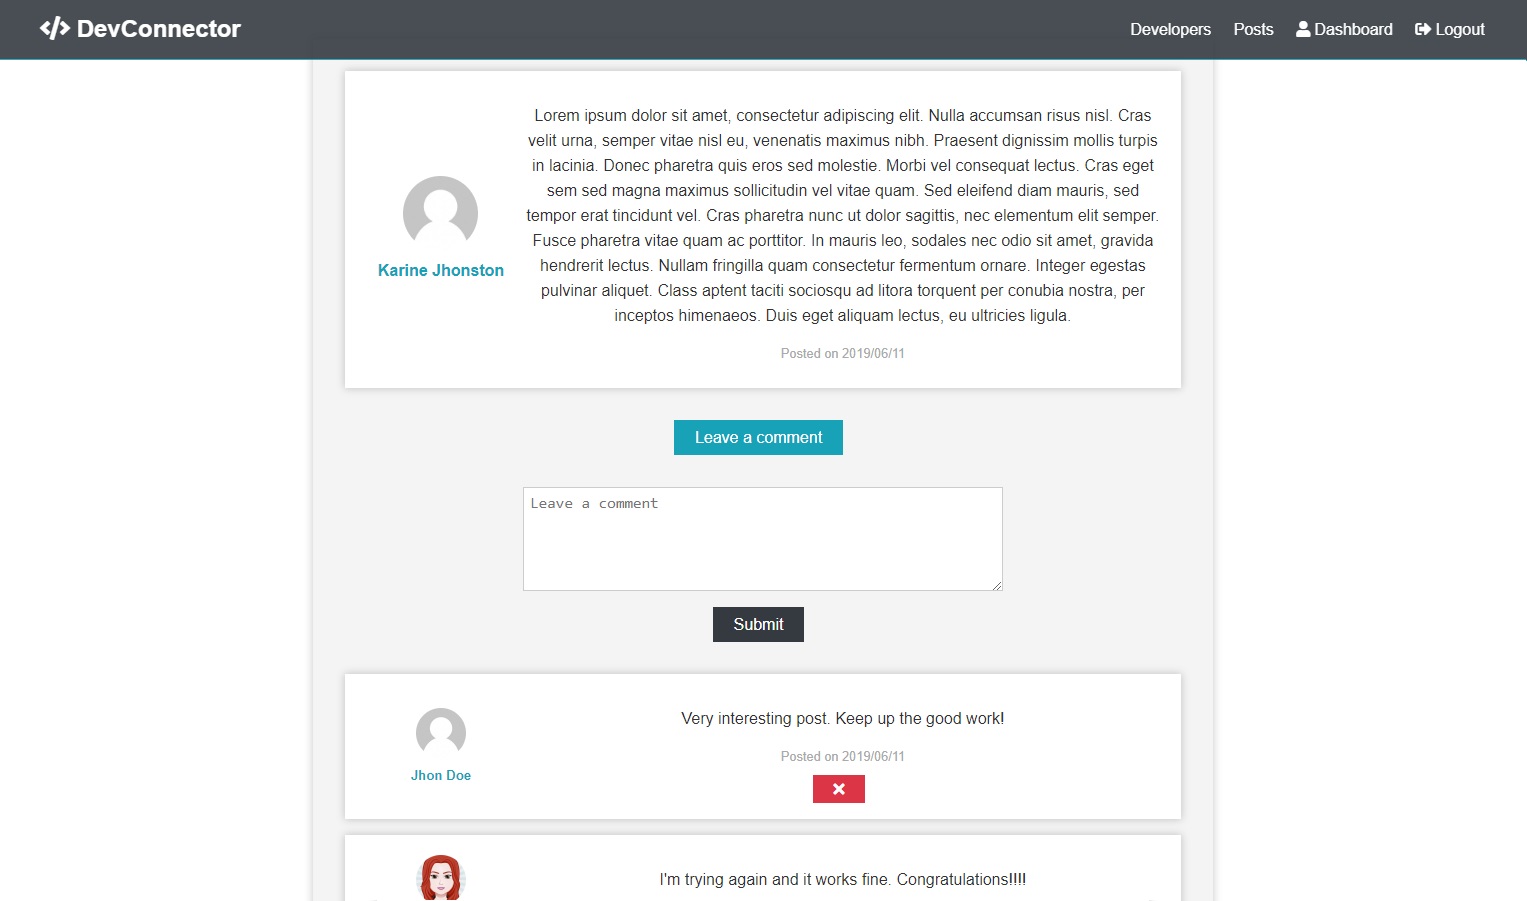 DevConnector
Developers Posts Dashboard Logout
Lorem ipsum dolor sit amet, consectetur adipiscing elit. Nulla accumsan risus nisl. Cras
velit urna, semper vitae nisl eu, venenatis maximus nibh. Praesent dignissim mollis turpis
in lacinia. Donec pharetra quis eros sed molestie. Morbi vel consequat lectus. Cras eget
sem sed magna maximus sollicitudin vel vitae quam. Sed eleifend diam mauris, sed
tempor erat tincidunt vel. Cras pharetra nunc ut dolor sagittis, nec elementum elit semper.
Fusce pharetra vitae quam ac porttitor. In mauris leo, sodales nec odio sit amet, gravida
hendrerit lectus. Nullam fringilla quam consectetur fermentum ornare. Integer egestas
pulvinar aliquet. Class aptent taciti sociosqu ad litora torquent per conubia nostra, per
inceptos himenaeos. Duis eget aliquam lectus, eu ultricies ligula.
Karine Jhonston
Posted on 2019/06/11
Leave a comment
Leave a comment
Submit
Very interesting post. Keep up the good work!
Posted on 2019/06/11
Jhon Doe
I'm trying again and it works fine. Congratulations!!!!